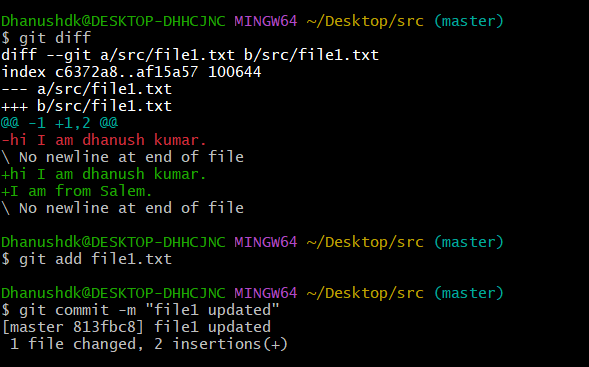 Dhanushdk@DESKTOP-DHHCJNC MINGW64 ~/Desktop/src (master)
$ git diff
diff --git a/src/file1.txt b/src/file1.txt
index c6372a8..af15a57 100644
--- a/src/file1.txt
+++ b/src/file1.txt
@@ -1 +1,2 @@
-hi I am dhanush kumar.
\ No newline at end of file
+hi I am dhanush kumar.
+I am from Salem.
\ No newline at end of file
Dhanushdk@DESKTOP-DHHCJNC MINGW64 ~/Desktop/src (master)
$ git add file1.txt
Dhanushdk@DESKTOP-DHHCJNC MINGW64 ~/Desktop/src (master)
$ git commit -m "file1 updated"
[master 813fbc8] file1 updated
 1 file changed, 2 insertions(+)